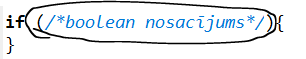 if (/*boolean nosacījums*/){
}